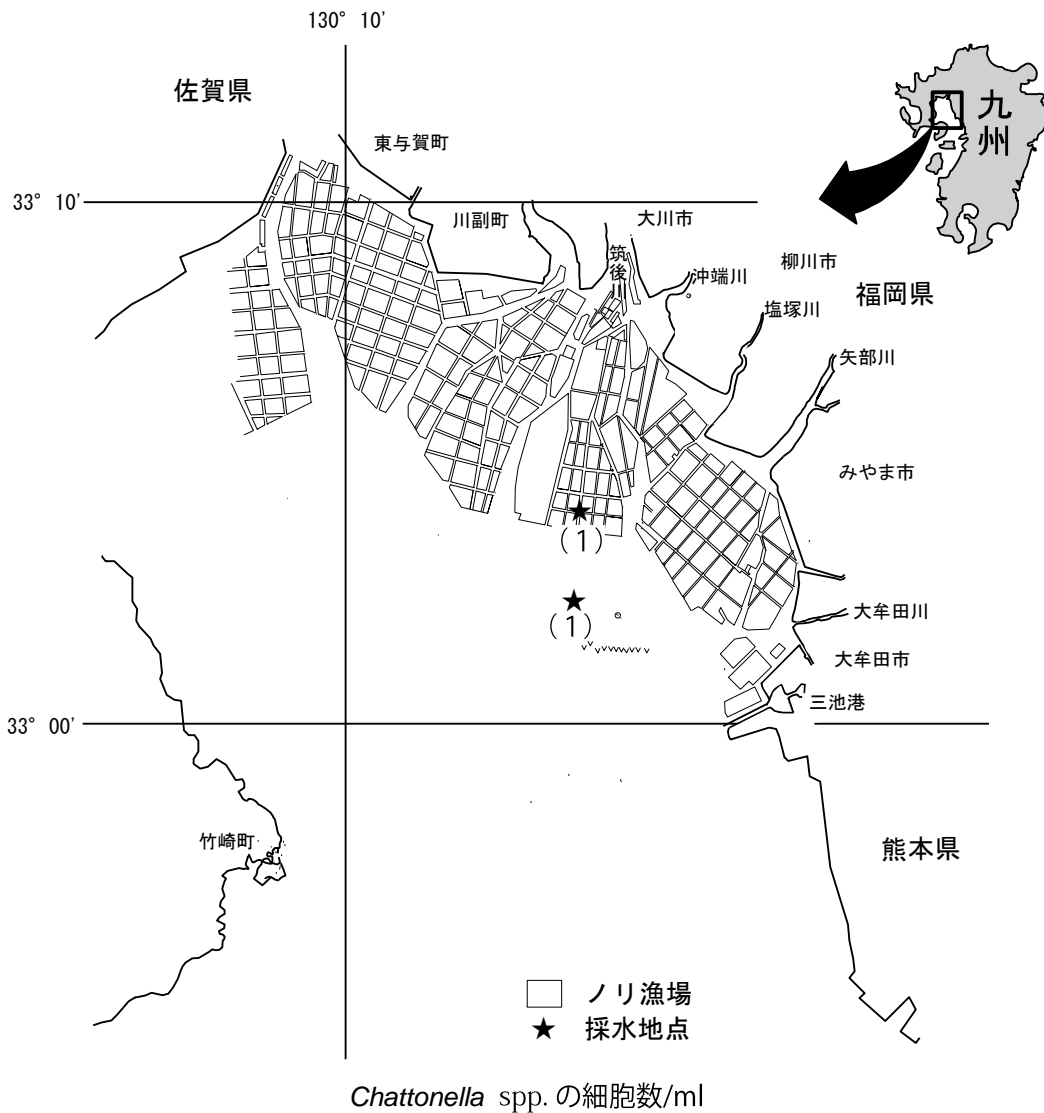 130° 10'
佐賀県
九州
東与賀町
33° 10'
川副町
大川市
筑後川
沖端川
柳川市
福岡県
塩塚川
矢部川
みやま市
(1)
(1)
大牟田川
大牟田市
三池港
33° 00'
竹崎町
熊本県
ノリ漁場
採水地点
Chattonella spp. の細胞数/ml